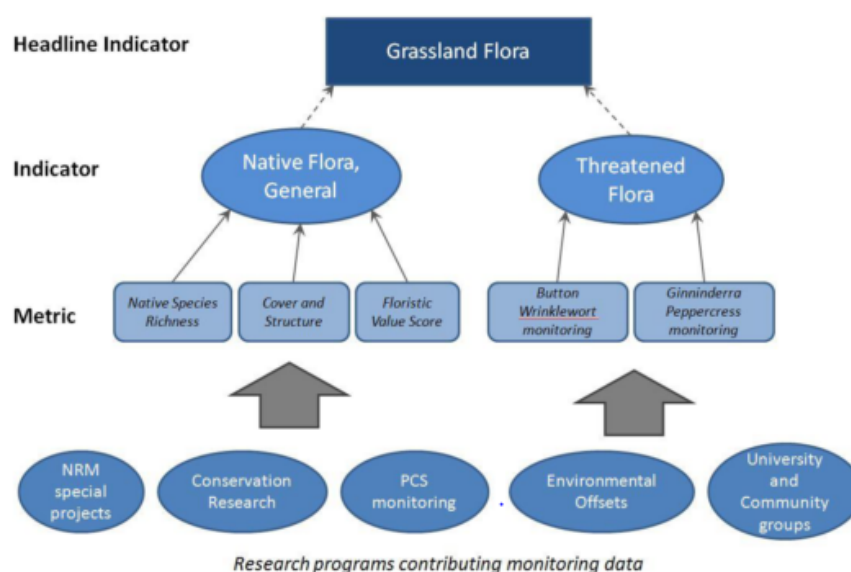 Headline Indicator
Grassland Flora
Indicator
Native Flora,
General
Threatened
Flora
Metric
Native Species
Richness
Cover and
Structure
Floristic
Value Score
Button
Wrinklewort
monitoring
Ginninderra
Peppercress
monitoring
NRM
special
projects
Conservation
Research
PCS
monitoring
Environmental
Offsets
University
and
Community
groups
Research programs contributing monitoring data